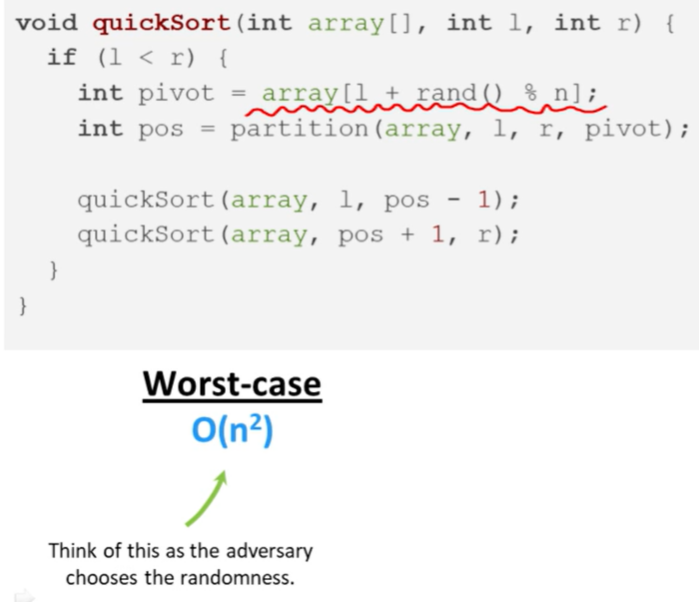 void quickSort(int array[], int l, int r) {
if (l < r) {
int pivot = array[l + rand() % n];
int pos = partition(array, l, r, pivot);
quickSort(array, l, pos - 1);
quickSort(array, pos + 1, r);
}
}
Worst-case
O(n²)
Think of this as the adversary
chooses the randomness.